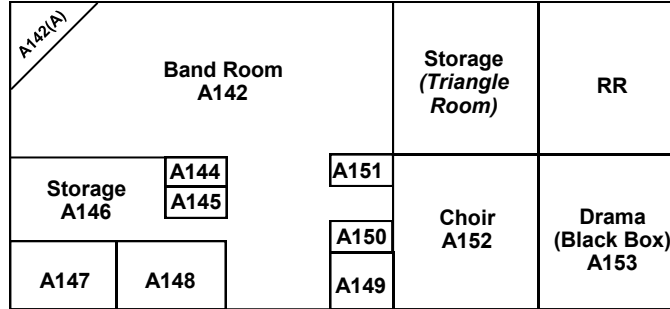 A142(A)
Band Room
A142
Storage
(Triangle
Room)
RR
A144
A145
Storage
A146
A151
A150
A149
A147
A148
Choir
A152
Drama
(Black Box)
A153